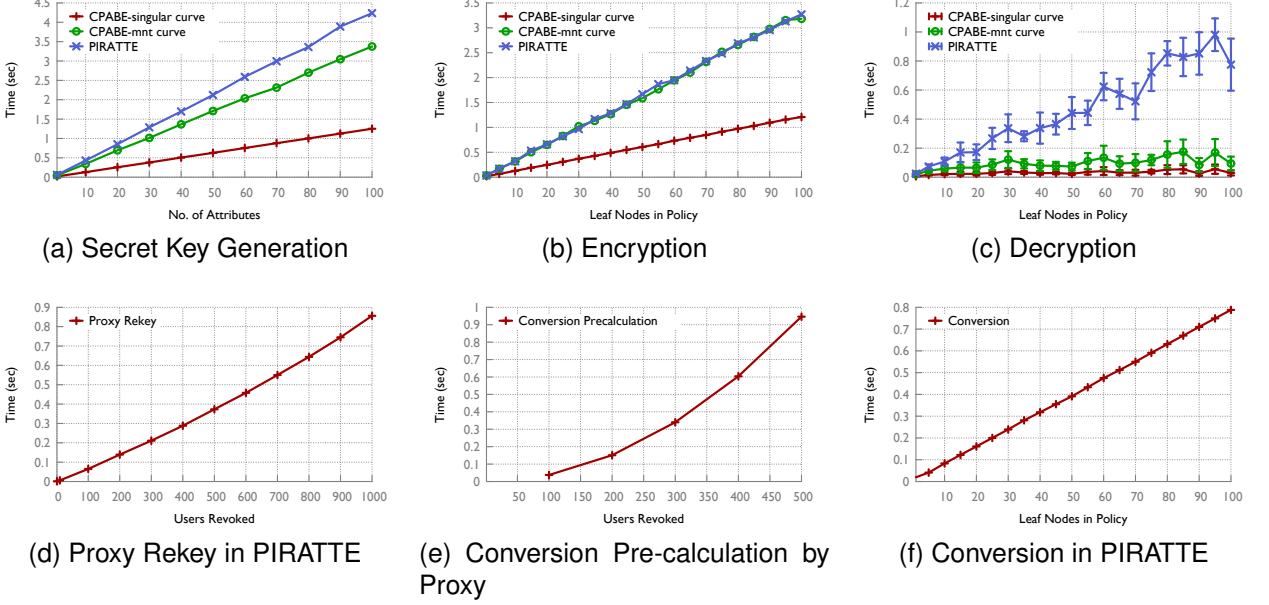 4.5
4
3.5
3
2.5
2
1.5
1
0.5
0
Time (sec)
CPABE-singular curve
CPABE-mnt curve
PIRATTE
10 20 30 40 50 60 70 80 90 100
No. of Attributes
(a) Secret Key Generation
3.5
3
2.5
2
1.5
1
0.5
0
Time (sec)
CPABE-singular curve
CPABE-mnt curve
PIRATTE
10 20 30 40 50 60 70 80 90 100
Leaf Nodes in Policy
(b) Encryption
1.2
1
0.8
0.6
0.4
0.2
0
Time (sec)
CPABE-singular curve
CPABE-mnt curve
PIRATTE
10 20 30 40 50 60 70 80 90 100
Leaf Nodes in Policy
(c) Decryption
0.9
0.8
0.7
0.6
0.5
0.4
0.3
0.2
0.1
0
Time (sec)
Proxy Rekey
0 100 200 300 400 500 600 700 800 900 1000
Users Revoked
(d) Proxy Rekey in PIRATTE
1
0.9
0.8
0.7
0.6
0.5
0.4
0.3
0.2
0.1
0
Time (sec)
Conversion Precalculation
50 100 150 200 250 300 350 400 450 500
Users Revoked
(e) Conversion Pre-calculation by
Proxy
0.8
0.7
0.6
0.5
0.4
0.3
0.2
0.1
0
Time (sec)
Conversion
10 20 30 40 50 60 70 80 90 100
Leaf Nodes in Policy
(f) Conversion in PIRATTE